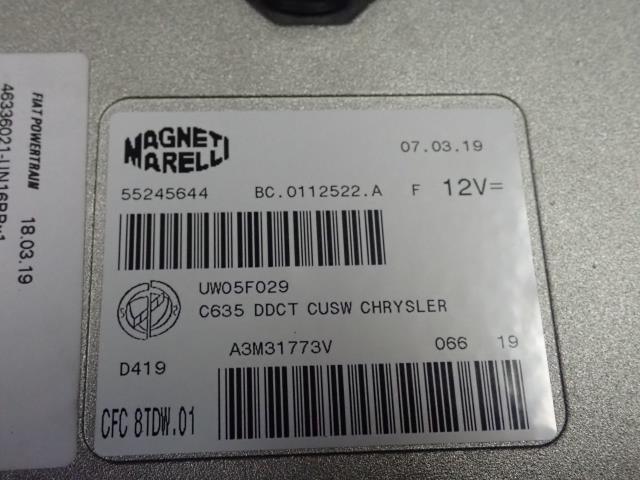 FIAT POWERTRAIN 18.03.19
MAGNETI
MARELLI
07.03.19
55245644 BC.0112522.A F 12V=
UW05F029
C635 DDCT CUSW CHRYSLER
D419
A3M31773V 066 19
CFC 8TDW.01